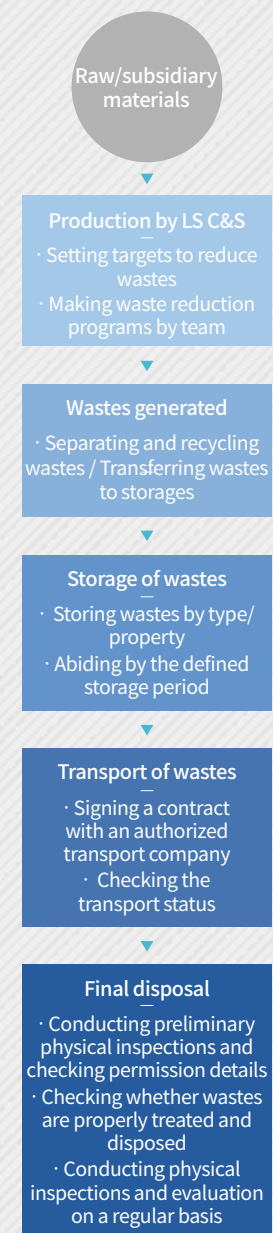 Raw/subsidiary
materials
Production by LS C&S
· Setting targets to reduce
wastes
· Making waste reduction
programs by team
Wastes generated
· Separating and recycling
wastes / Transferring wastes
to storages
Storage of wastes
· Storing wastes by type/
property
· Abiding by the defined
storage period
Transport of wastes
· Signing a contract
with an authorized
transport company
· Checking the
transport status
Final disposal
· Conducting preliminary
physical inspections and
checking permission details
· Checking whether wastes
are properly treated and
disposed
· Conducting physical
inspections and evaluation
on a regular basis